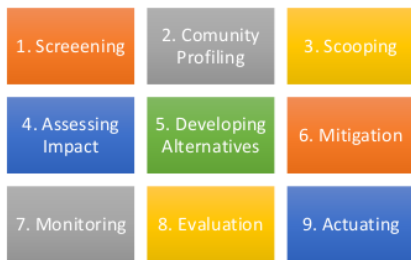 1. Screeening
2. Comunity
Profiling
3. Scooping
4. Assessing
Impact
5. Developing
Alternatives
6. Mitigation
7. Monitoring
8. Evaluation
9. Actuating